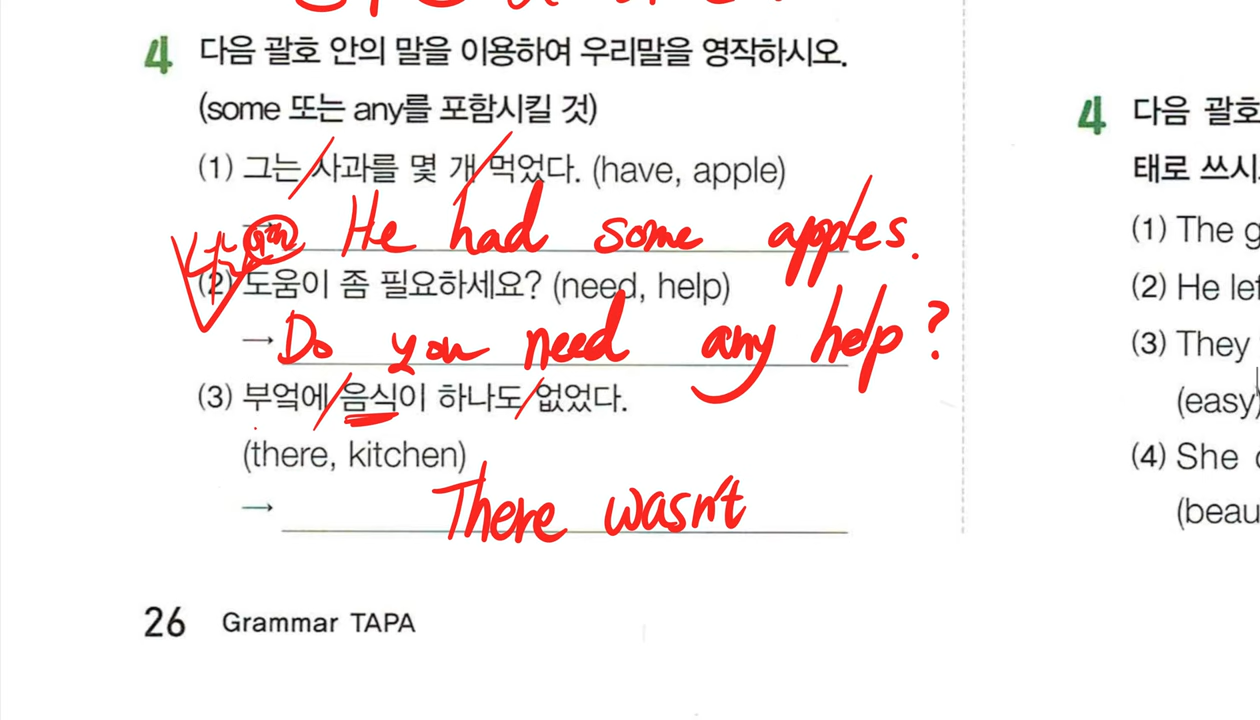 4 다음 괄호 안의 말을 이용하여 우리말을 영작하시오.
(some 또는 any를 포함시킬 것)
(1) 그는 사과를 몇 개 먹었다. (have, apple)
→ He had some apples.
(2) 도움이 좀 필요하세요? (need, help)
→ Do you need any help?
(3) 부엌에 음식이 하나도 없었다.
(there, kitchen)
→ There wasn't
26 Grammar TAPA
4 다음 괄호
태로 쓰시
(1) The
(2) He
(3) They
(easy)
(4) She
(beau